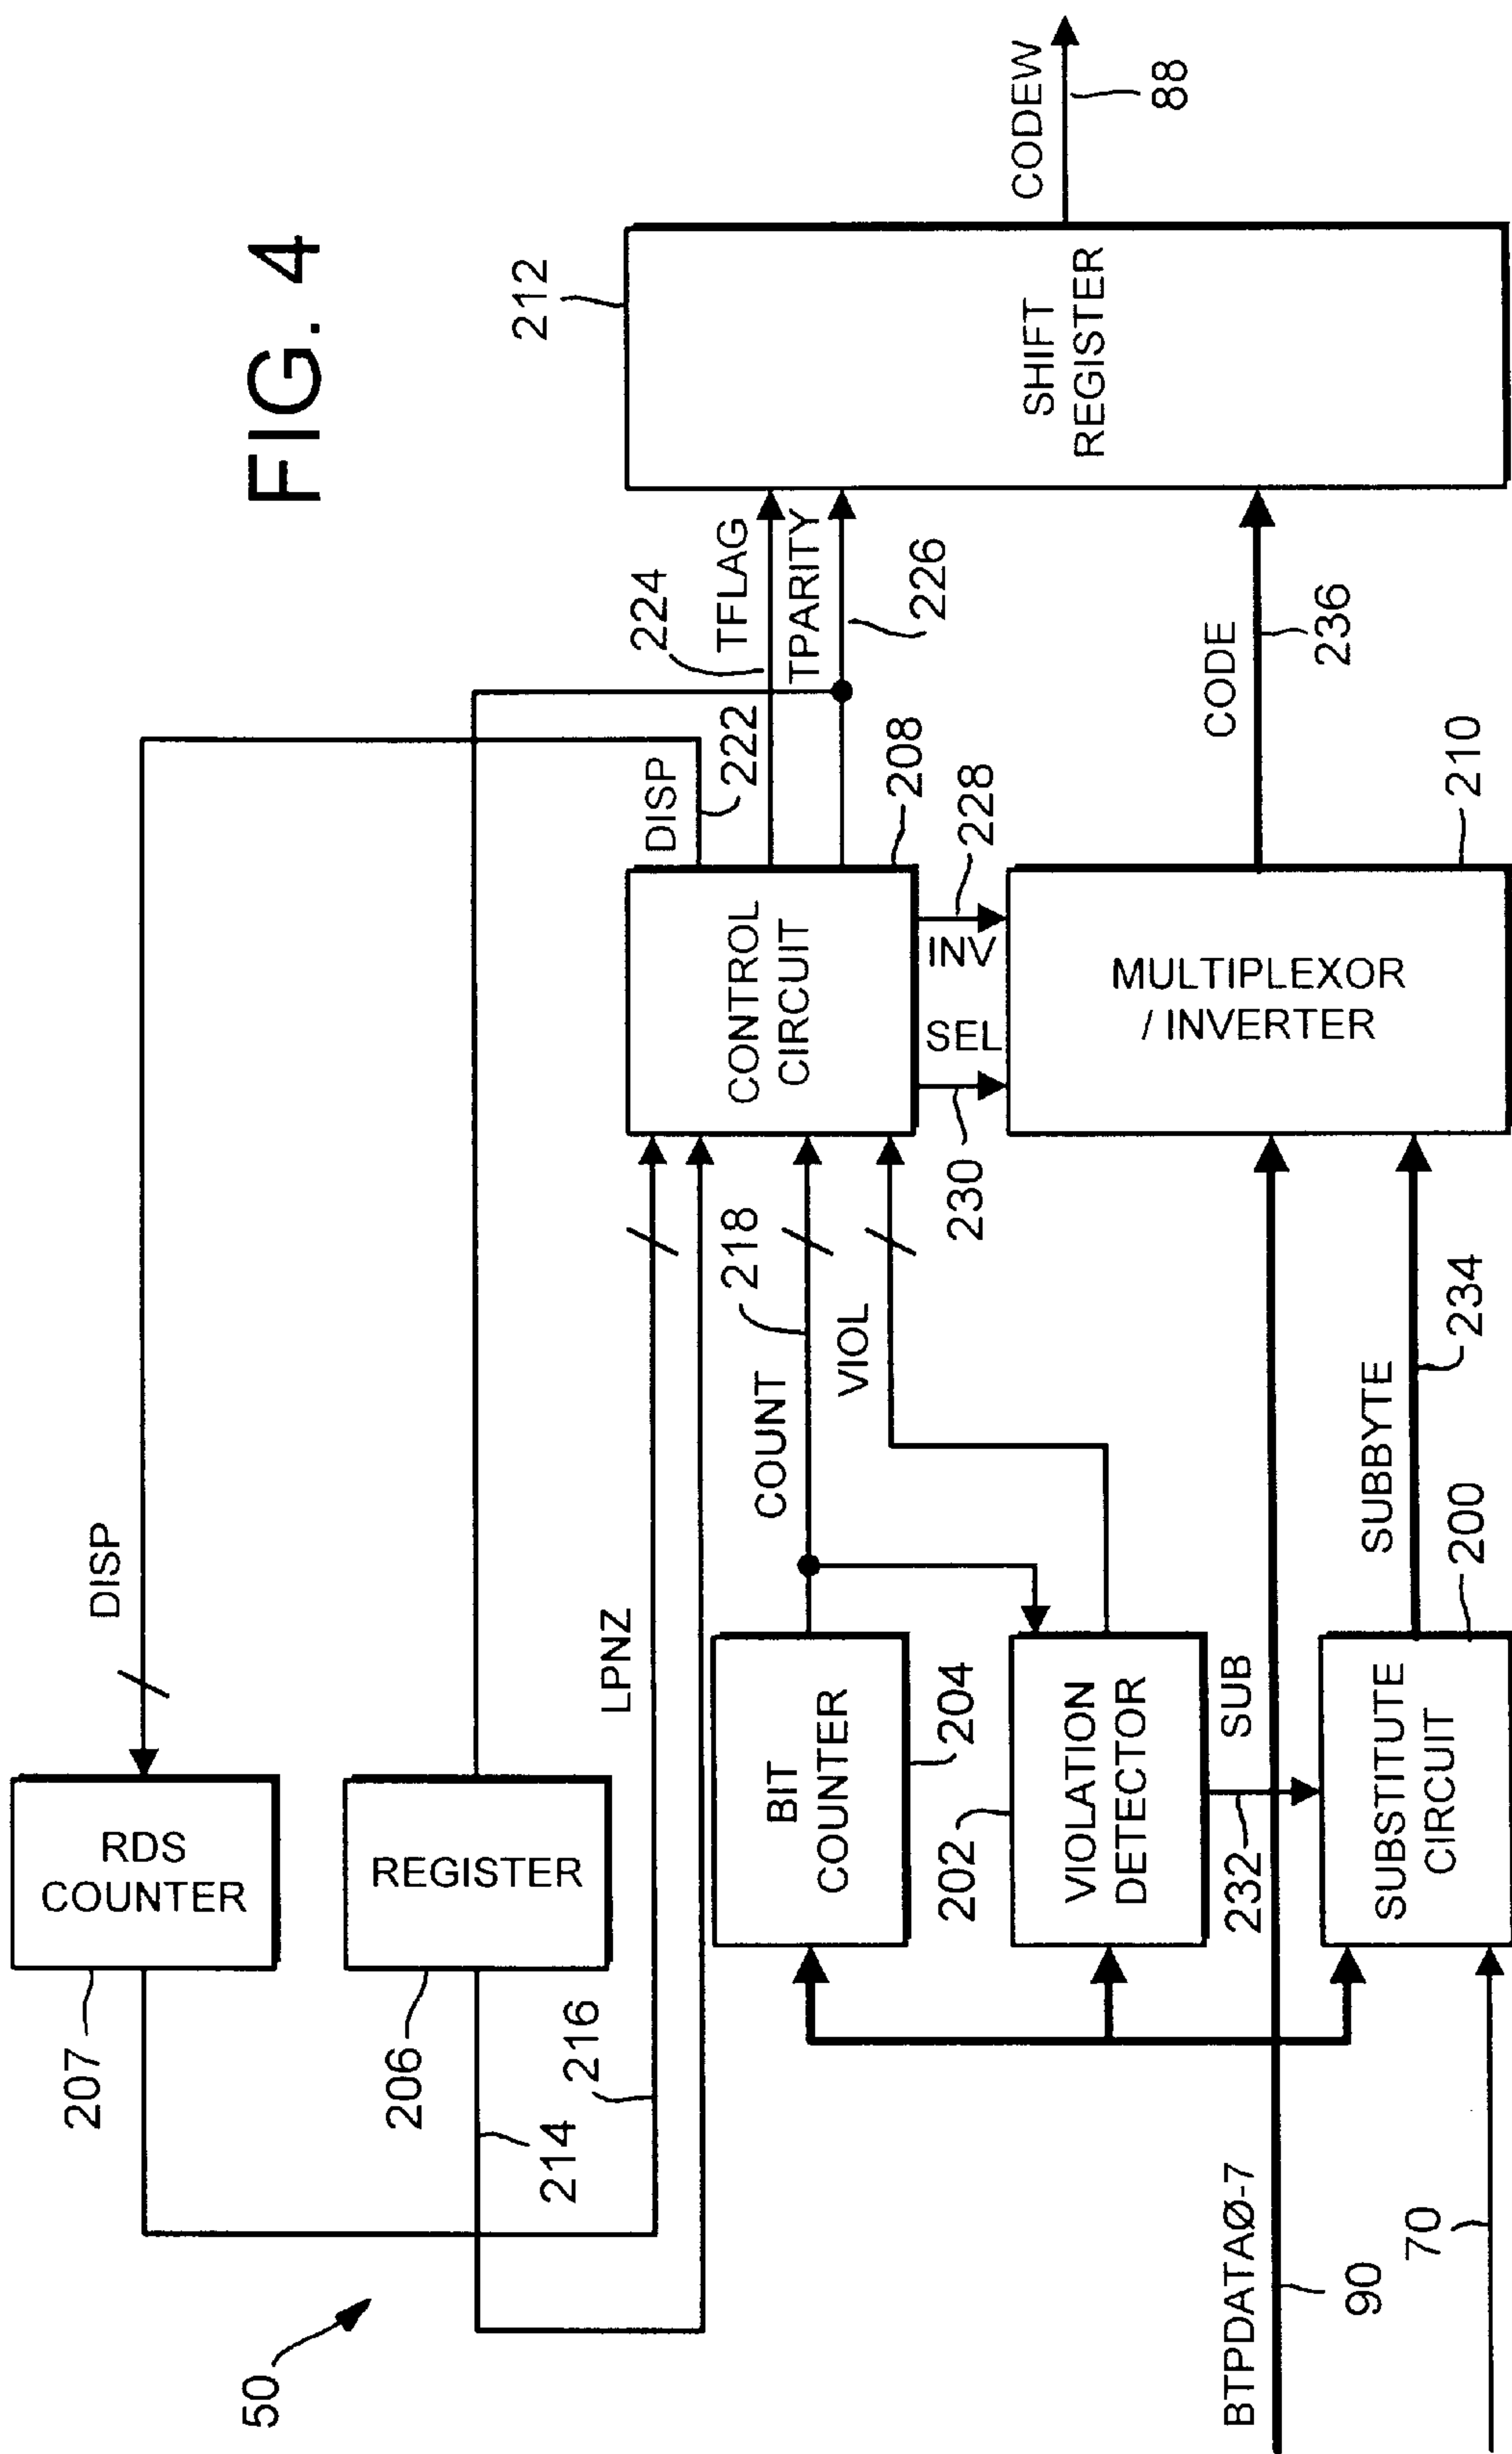 FIG. 4
50
DISP
RDS
COUNTER
207
REGISTER
206
214
216
LPNZ
DISP
222
224
TFLAG
TPARITY
226
212
SHIFT
REGISTER
CODEW
88
CONTROL
CIRCUIT
208
COUNT
218
VIOL
BIT
COUNTER
204
VIOLATION
DETECTOR
202
SUB
232
SEL
230
INV
228
MULTIPLEXOR
/ INVERTER
210
CODE
236
SUBBYTE
234
SUBSTITUTE
CIRCUIT
200
BTPDATAØ-7
90
70